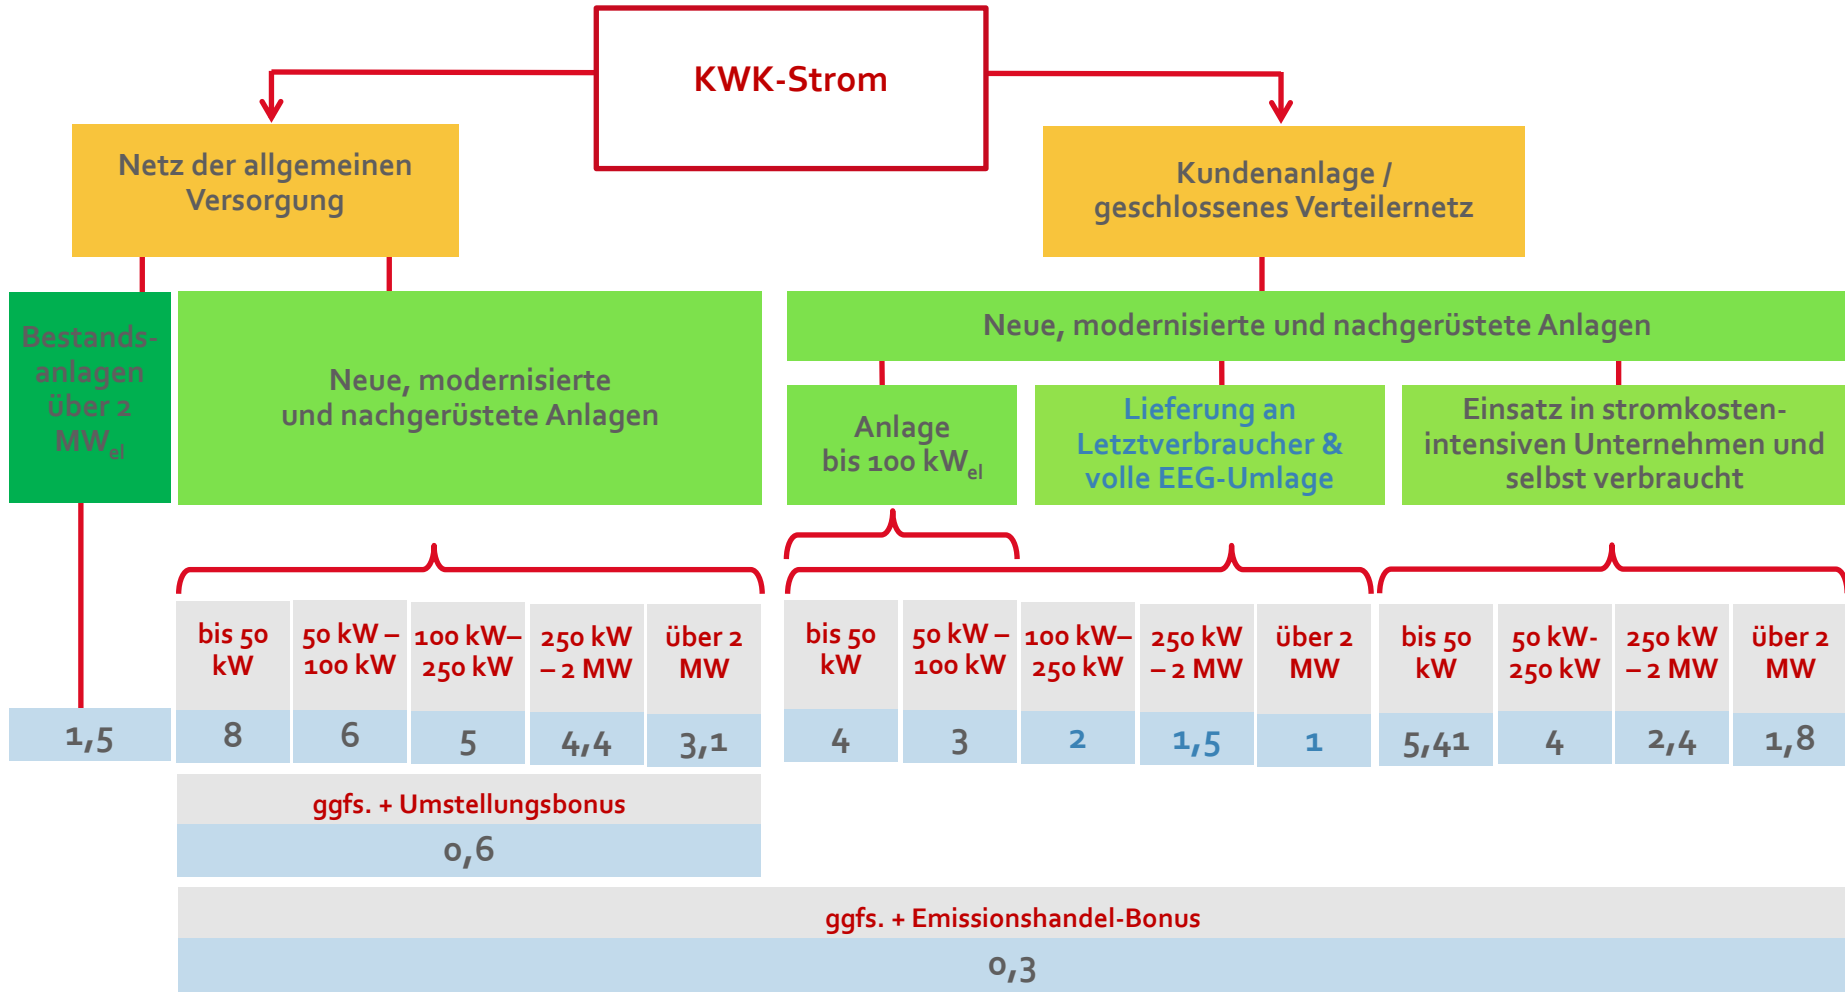 KWK-Strom
Netz der allgemeinen
Versorgung
Kundenanlage /
geschlossenes Verteilernetz
Bestands-
anlagen
über 2
MWel
Neue, modernisierte
und nachgerüstete Anlagen
Neue, modernisierte und nachgerüstete Anlagen
Anlage
bis 100 kWel
Lieferung an
Letztverbraucher &
volle EEG-Umlage
Einsatz in stromkosten-
intensiven Unternehmen und
selbst verbraucht
bis 50
kW
50 kW –
100 kW
100 kW–
250 kW
250 kW
– 2 MW
über 2
MW
bis 50
kW
50 kW –
100 kW
100 kW–
250 kW
250 kW
– 2 MW
über 2
MW
bis 50
kW
50 kW-
250 kW
250 kW
– 2 MW
über 2
MW
1,5
8
6
5
4,4
3,1
4
3
2
1,5
1
5,41
4
2,4
1,8
ggfs. + Umstellungsbonus
0,6
ggfs. + Emissionshandel-Bonus
0,3